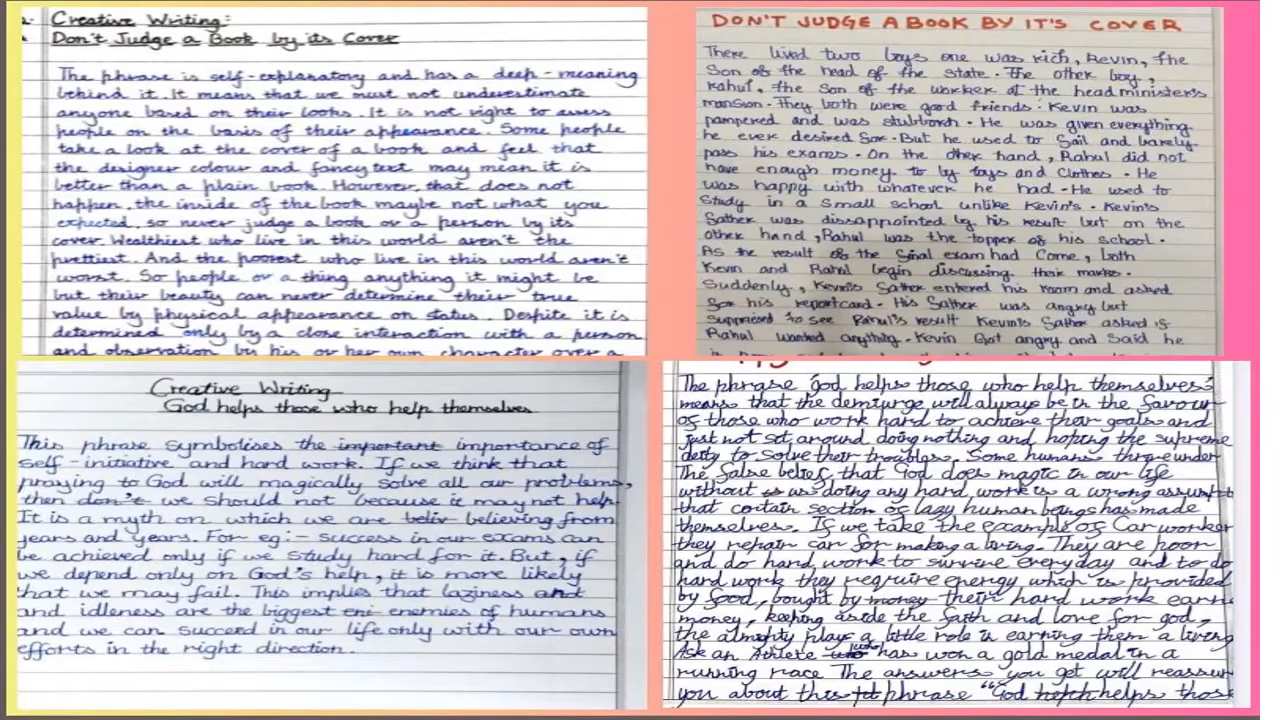 Creative Writing:
Don't Judge a Book by its Cover
The phrase is self-explanatory and has a deep-meaning
behind it. It means that we must not underestimate
anyone based on their looks. It is not right to assess
people on the basis of their appearance. Some people
take a look at the cover of a book and feel that
the designer colour and fancy text may mean it is
better than a plain book. However, that does not
happen, the inside of the book maybe not what you
expected, so never judge a book or a person by its
cover. Wealthiest who live in this world aren't the
prettiest. And the poorest who live in this world aren't
worst. So people or a thing anything it might be
but their beauty can never determine their true
value by physical appearance on status. Despite it is
determined only by a close interaction with a person
and observation by his or her own character over a
DON'T JUDGE A BOOK BY IT'S COVER
There lived two boys one was rich, Kevin, the
Son of the head of the state. The other boy,
Rahul, the son of the worker at the headminister's
mansion. They both were good friends. Kevin was
pampered and was stubborn. He was given everything
he ever desired for. But he used to fail and barely
pass his exams. On the other hand, Rahul did not
have enough money to by toys and clothes. He
was happy with whatever he had. He used to
study in a small school unlike Kevin's. Kevin's
father was dissappointed by his result but on the
other hand, Rahul was the topper of his school.
As the result of the final exam had come, both
Kevin and Rahul begin discussing their marks.
Suddenly, Kevin's father entered his room and asked
for his reportcard. His father was angry but
suppraised to see Rahul's result Kevin's father asked if
Rahul wanted anything. Kevin Got angry and said he
Creative Writing
God helps those who help themselves
This phrase symbolises the important importance of
self-initiative and hard work. If we think that
praying to God will magically solve all our problems,
then don't we should not because it may not help.
It is a myth on which we are beliv believing from
years and years. For eg:- success in our exams can
be achieved only if we study hard for it. But, if
we depend only on God's help, it is more likely
that we may fail. This implies that laziness and
and idleness are the biggest eni enemies of humans
and we can succeed in our life only with our own
efforts in the right direction.
The phrase 'god helps those who help themselves'
means that the demiurge will always be in the favour
of those who work hard to achieve their goals and
just not sit around doing nothing and hoping the supreme
deity to solve their troubles. Some humans thrive under
The false belief, that God does magic in our life
without us us doing any hard work is a wrong assumpt
that certain section of lazy human beings has made
themselves. If we take the example of Car worker
they repair car for making a living. They are poor
and do hard work to survive everyday and to do
hard work they require energy which is provided
by food, bought by money their hard work earn
money, keeping aside the faith and love for god,
the almighty plays a little role in earning them a living
Ask an Athlete who who has won a gold medal in a
running race The answers you get will reassur
you about this phrase "God helps those